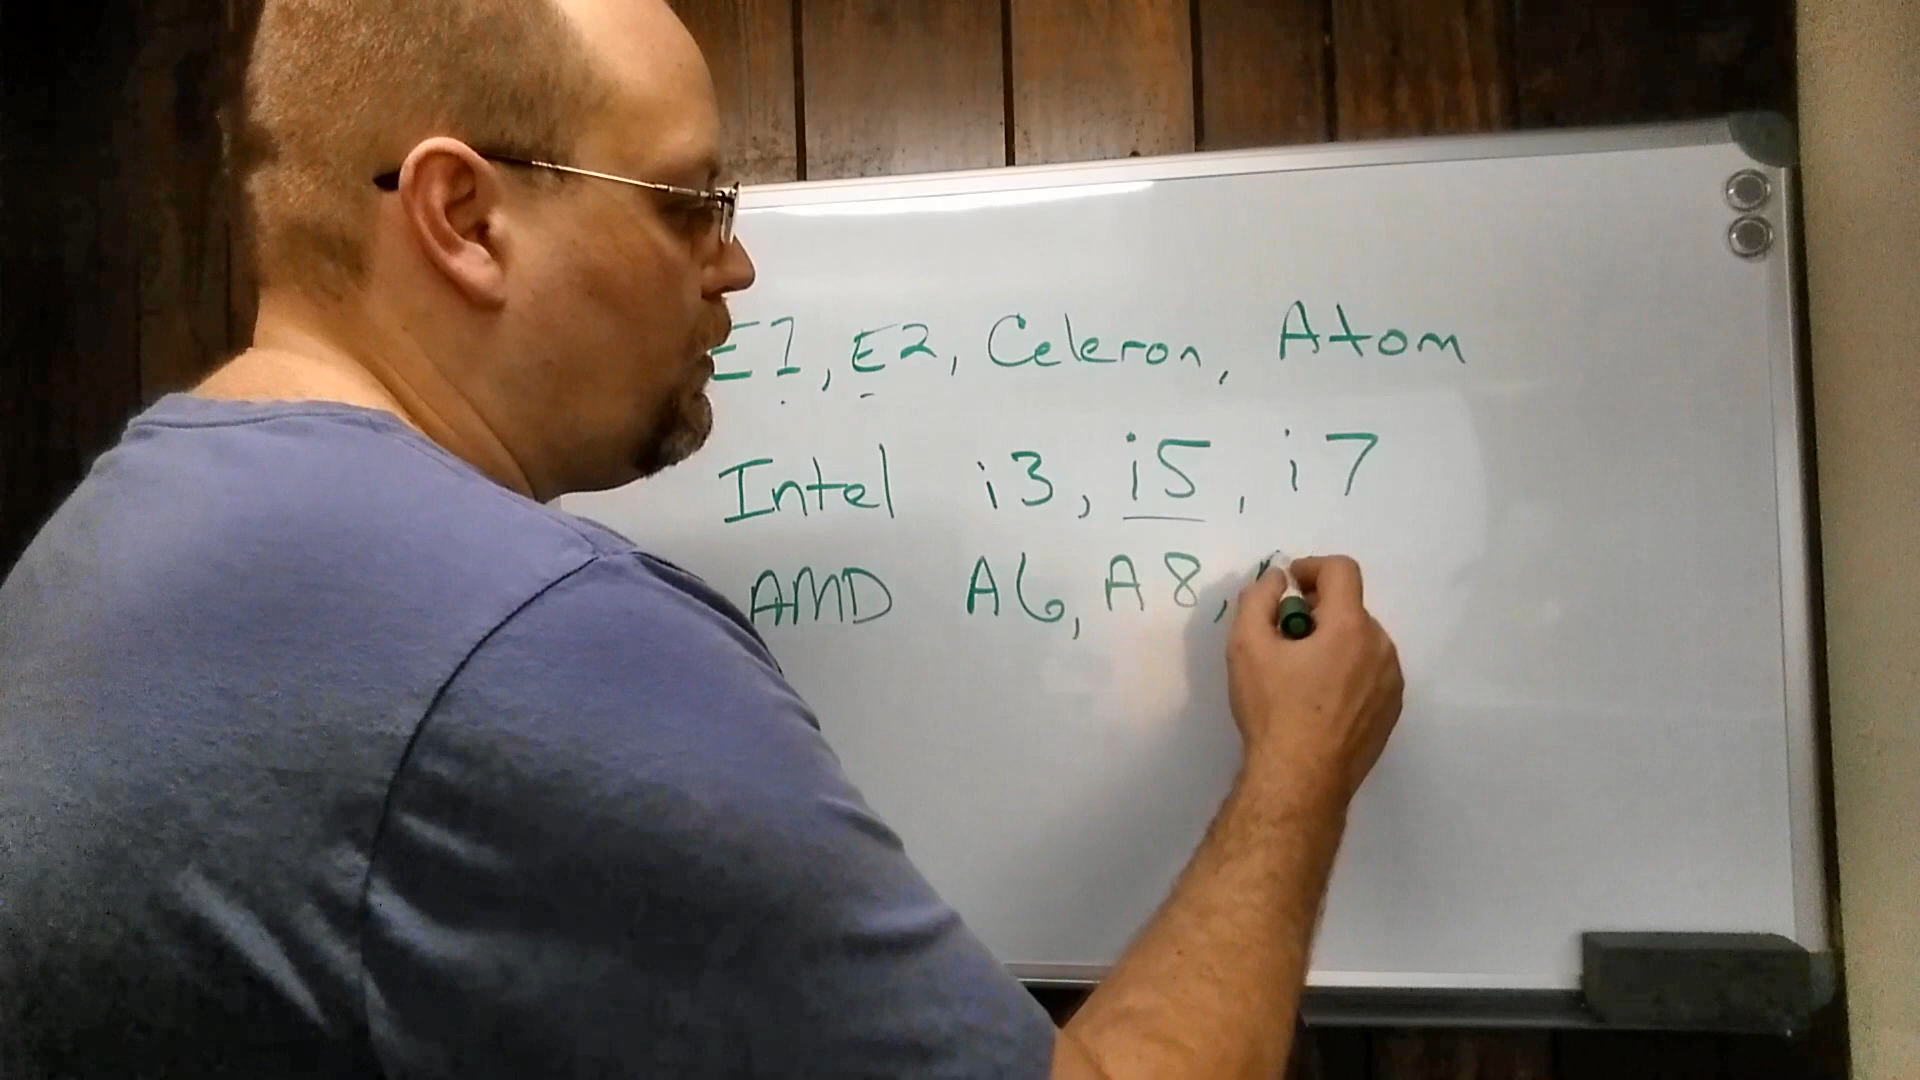 E1, E2, Celeron, Atom
Intel i3, i5, i7
AMD A6, A8,